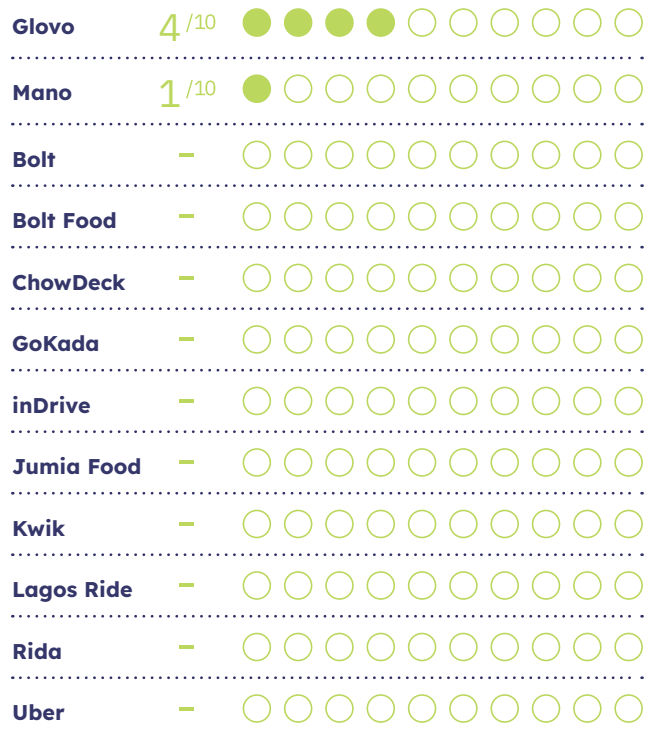 Glovo 4 /10
Mano 1 /10
Bolt -
Bolt Food -
ChowDeck -
GoKada -
inDrive -
Jumia Food -
Kwik -
Lagos Ride -
Rida -
Uber -